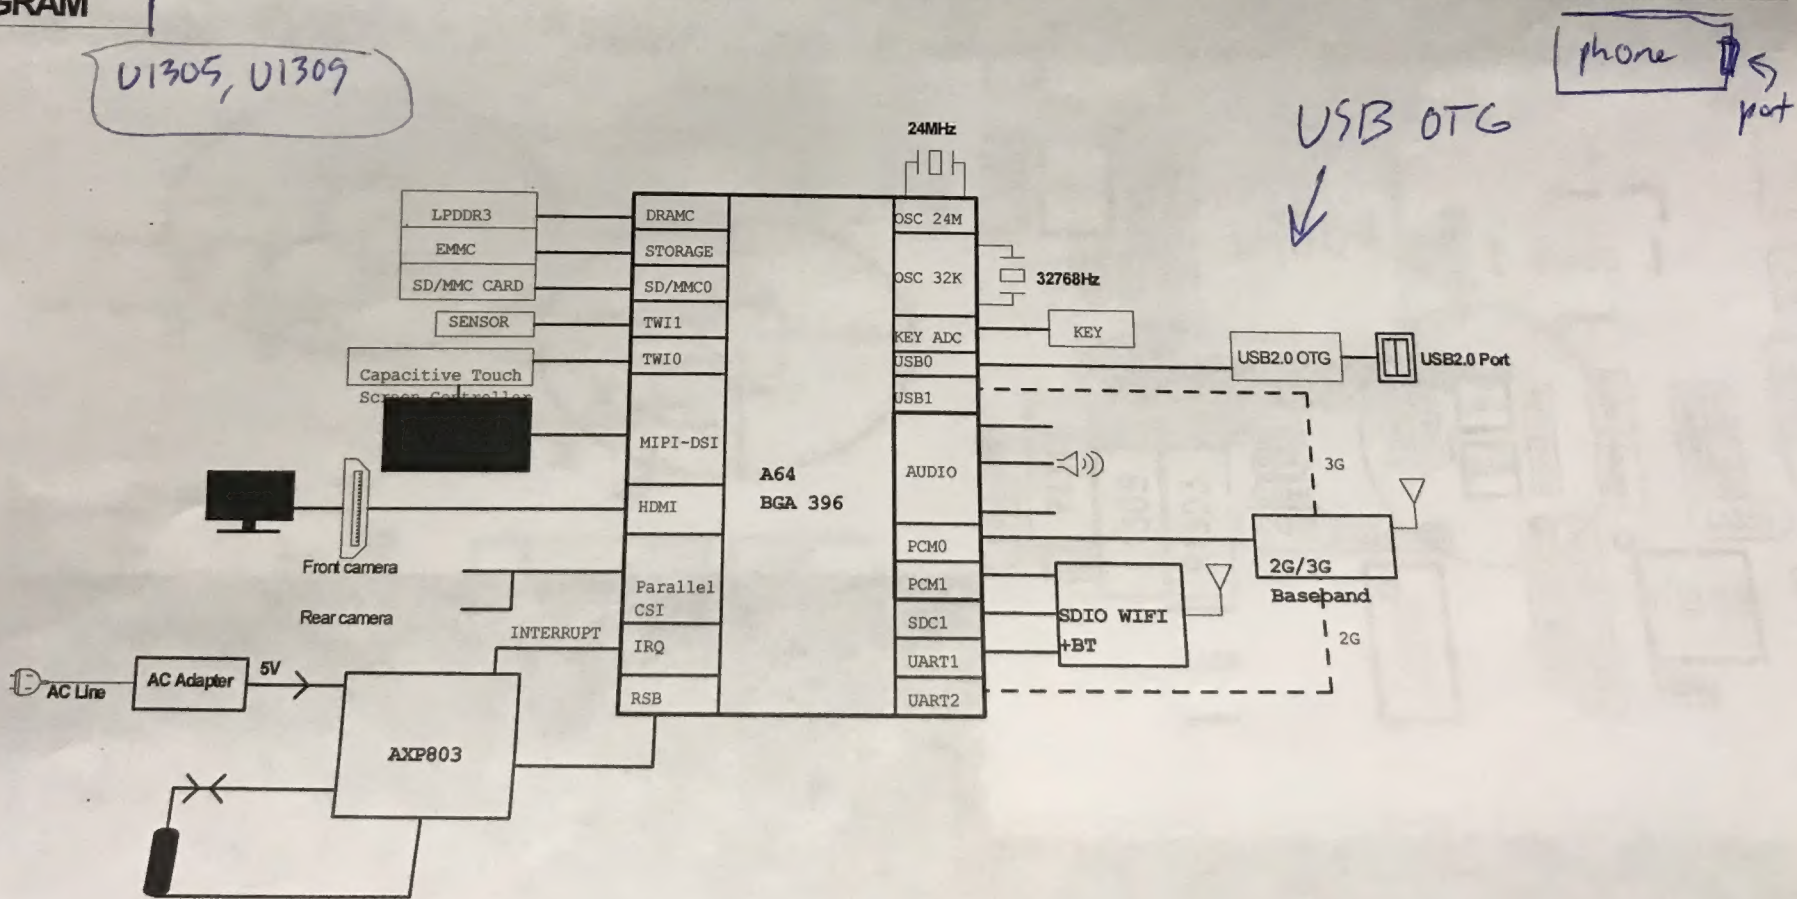 GRAM
U1305, U1309
phone
port
USB OTG
24MHz
LPDDR3
DRAMC
OSC 24M
EMMC
STORAGE
SD/MMC CARD
SD/MMC0
OSC 32K
32768Hz
SENSOR
TWI1
KEY ADC
KEY
TWI0
USB0
USB2.0 OTG
USB2.0 Port
Capacitive Touch
Screen Controller
USB1
MIPI-DSI
A64
BGA 396
AUDIO
3G
HDMI
PCM0
2G/3G
Baseband
Front camera
Rear camera
Parallel
CSI
PCM1
SDC1
SDIO WIFI
+BT
INTERRUPT
IRQ
UART1
2G
AC Line
AC Adapter
5V
RSB
UART2
AXP803